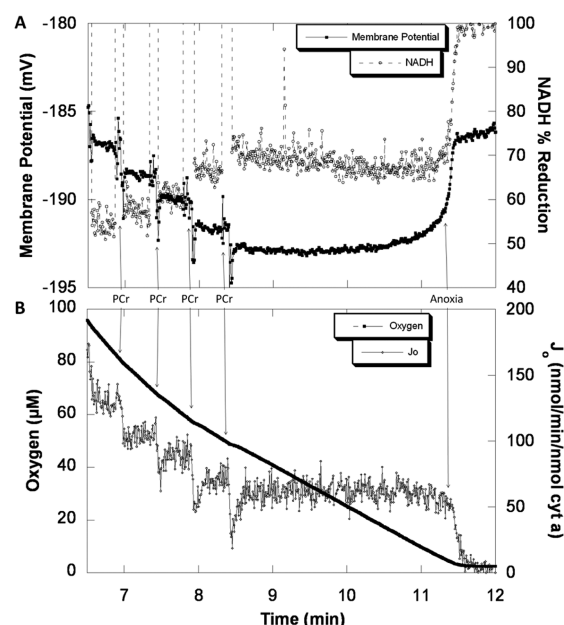 A
Membrane Potential (mV)
-180
-185
-190
-195
Membrane Potential
NADH
100
90
80
70
60
50
40
NADH % Reduction
PCr PCr PCr PCr Anoxia
B
Oxygen (µM)
100
80
60
40
20
0
Oxygen
Jo
200
150
100
50
0
Jo (nmol/min/nmol cyt a)
7 8 9 10 11 12
Time (min)